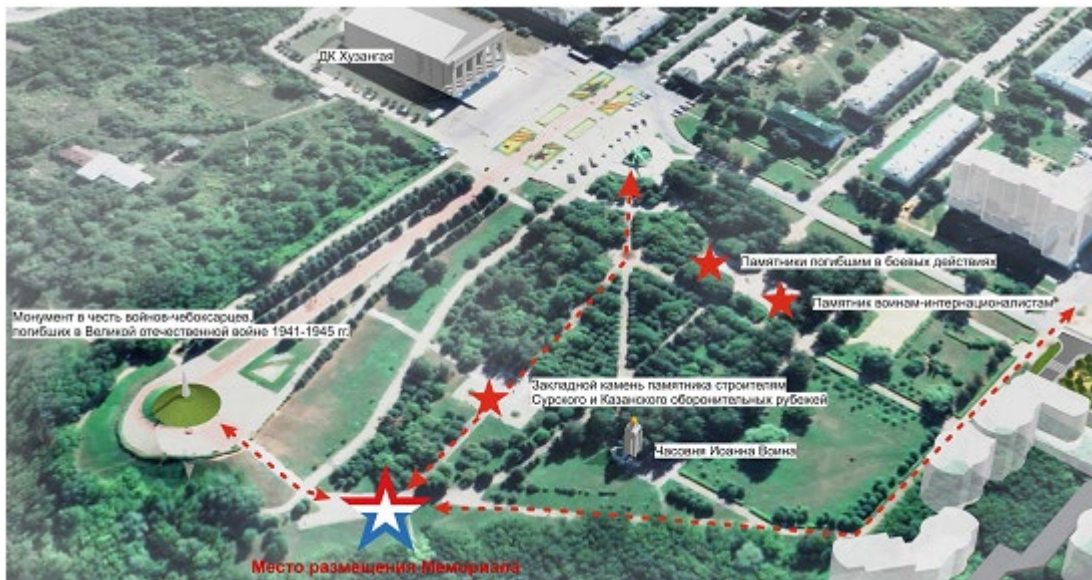 ДК Хузангая
Памятники погибшим в боевых действиях
Памятник воинам-интернационалистам
Монумент в честь войнов-чебоксарцев,
погибших в Великой отечественной войне 1941-1945 гг.
Закладной камень памятника строителям
Сурского и Казанского оборонительных рубежей
Часовня Иоанна Воина
Место размещения Мемориала